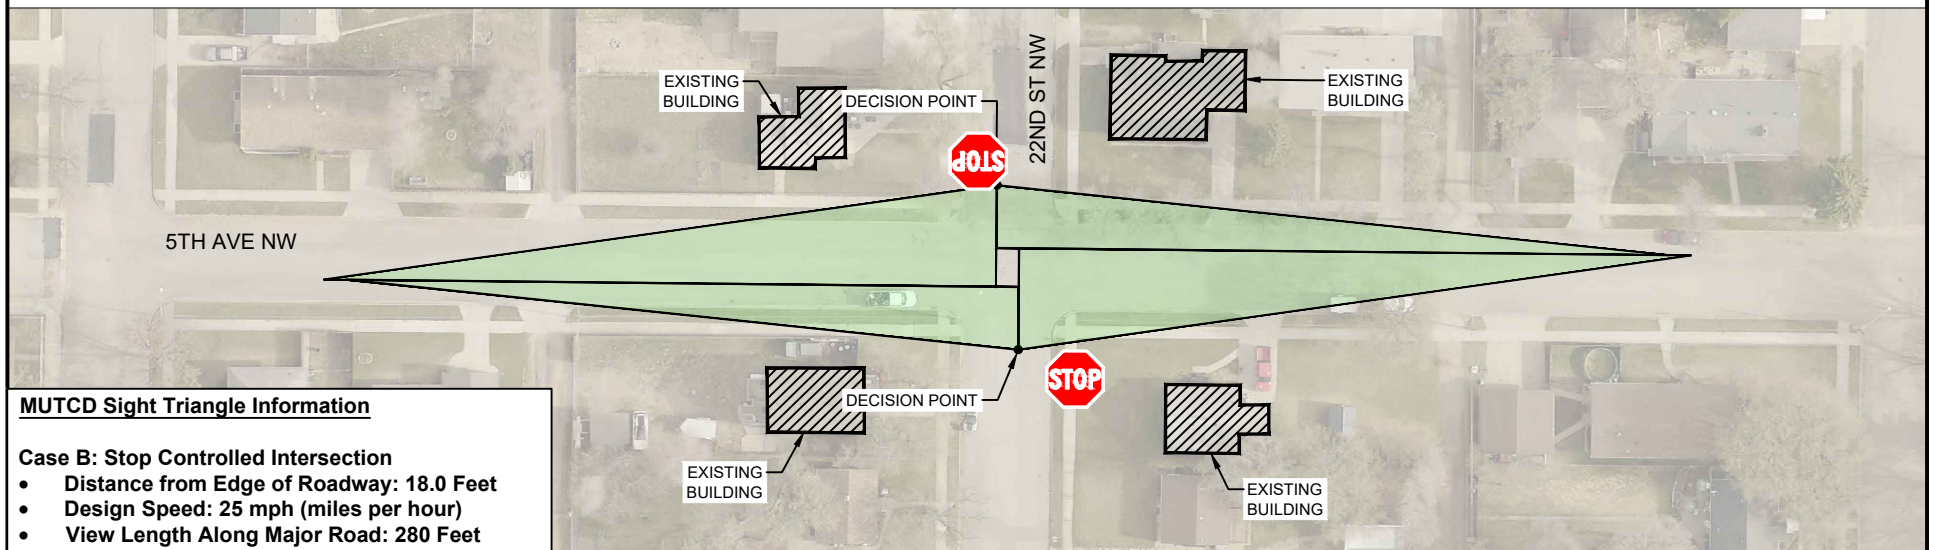 EXISTING
BUILDING
DECISION POINT
22ND ST NW
EXISTING
BUILDING
STOP
5TH AVE NW
STOP
DECISION POINT
EXISTING
BUILDING
EXISTING
BUILDING
MUTCD Sight Triangle Information
Case B: Stop Controlled Intersection
• Distance from Edge of Roadway: 18.0 Feet
• Design Speed: 25 mph (miles per hour)
• View Length Along Major Road: 280 Feet